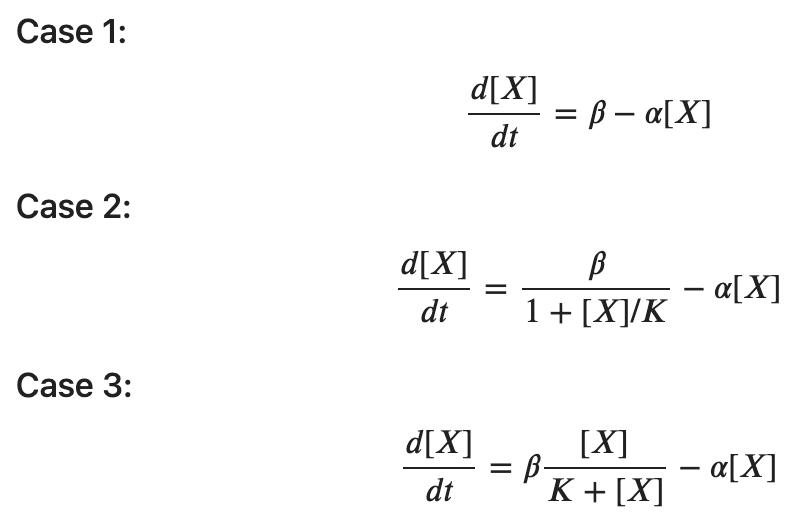 Case 1:
d[X]/dt = β − α[X]
Case 2:
d[X]/dt = β/(1 + [X]/K) − α[X]
Case 3:
d[X]/dt = β [X]/(K + [X]) − α[X]